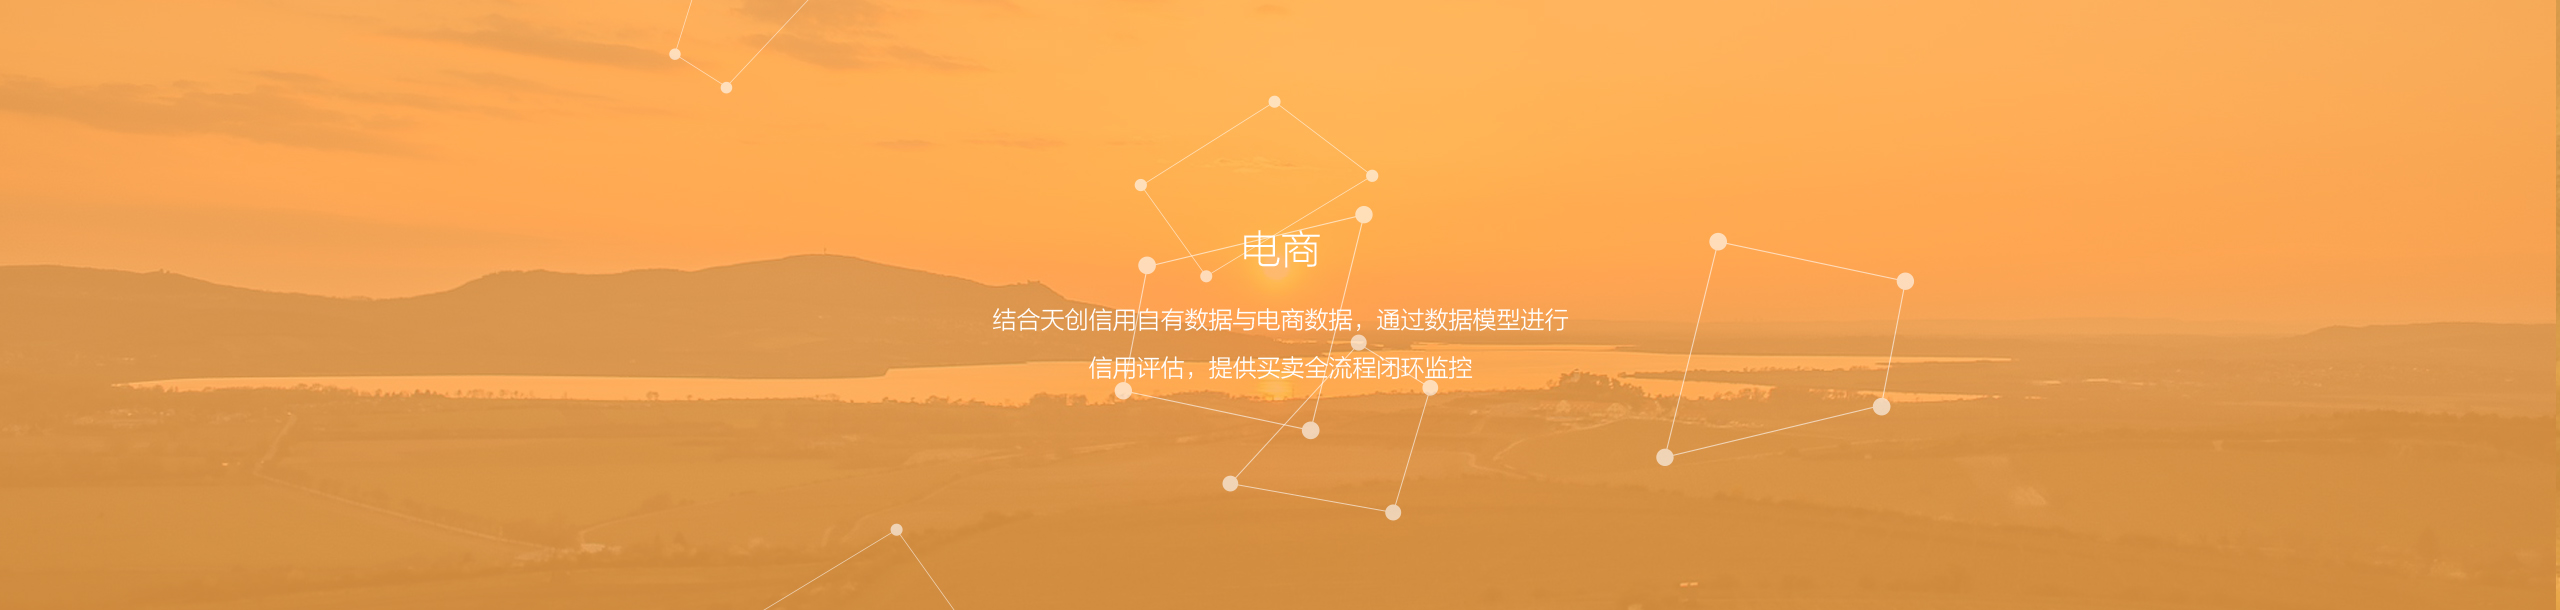 电商
结合天创信用自有数据与电商数据，通过数据模型进行
信用评估，提供买卖全流程闭环监控